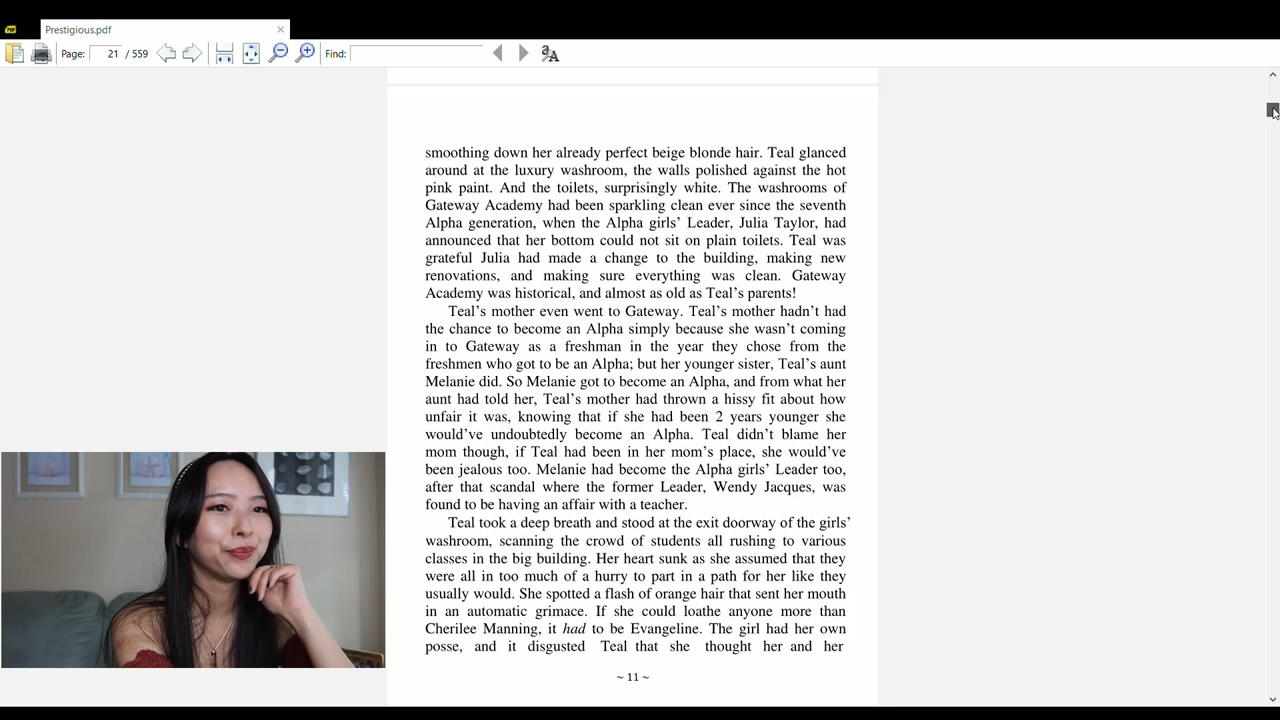 PDF
Prestigious.pdf
Page: 21 / 559
Find:
smoothing down her already perfect beige blonde hair. Teal glanced
around at the luxury washroom, the walls polished against the hot
pink paint. And the toilets, surprisingly white. The washrooms of
Gateway Academy had been sparkling clean ever since the seventh
Alpha generation, when the Alpha girls’ Leader, Julia Taylor, had
announced that her bottom could not sit on plain toilets. Teal was
grateful Julia had made a change to the building, making new
renovations, and making sure everything was clean. Gateway
Academy was historical, and almost as old as Teal’s parents!
Teal’s mother even went to Gateway. Teal’s mother hadn’t had
the chance to become an Alpha simply because she wasn’t coming
in to Gateway as a freshman in the year they chose from the
freshmen who got to be an Alpha; but her younger sister, Teal’s aunt
Melanie did. So Melanie got to become an Alpha, and from what her
aunt had told her, Teal’s mother had thrown a hissy fit about how
unfair it was, knowing that if she had been 2 years younger she
would’ve undoubtedly become an Alpha. Teal didn’t blame her
mom though, if Teal had been in her mom’s place, she would’ve
been jealous too. Melanie had become the Alpha girls’ Leader too,
after that scandal where the former Leader, Wendy Jacques, was
found to be having an affair with a teacher.
Teal took a deep breath and stood at the exit doorway of the girls’
washroom, scanning the crowd of students all rushing to various
classes in the big building. Her heart sunk as she assumed that they
were all in too much of a hurry to part in a path for her like they
usually would. She spotted a flash of orange hair that sent her mouth
in an automatic grimace. If she could loathe anyone more than
Cherilee Manning, it had to be Evangeline. The girl had her own
posse, and it disgusted Teal that she thought her and her
~ 11 ~